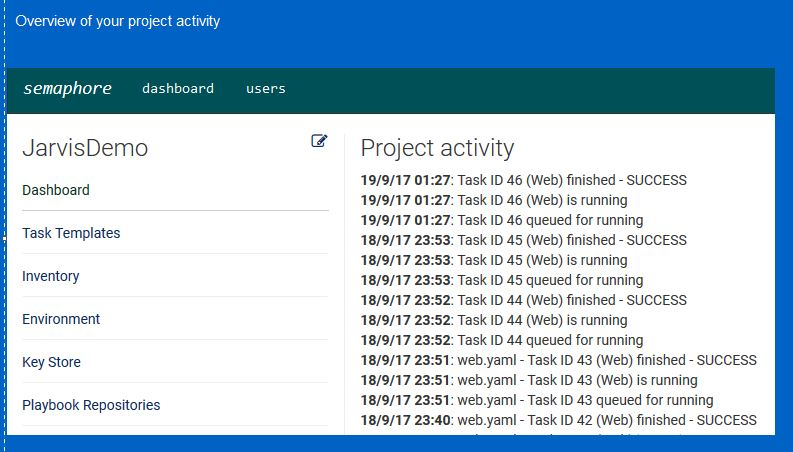 Overview of your project activity
semaphore dashboard users
JarvisDemo
Dashboard
Task Templates
Inventory
Environment
Key Store
Playbook Repositories
Project activity
19/9/17 01:27: Task ID 46 (Web) finished - SUCCESS
19/9/17 01:27: Task ID 46 (Web) is running
19/9/17 01:27: Task ID 46 queued for running
18/9/17 23:53: Task ID 45 (Web) finished - SUCCESS
18/9/17 23:53: Task ID 45 (Web) is running
18/9/17 23:53: Task ID 45 queued for running
18/9/17 23:52: Task ID 44 (Web) finished - SUCCESS
18/9/17 23:52: Task ID 44 (Web) is running
18/9/17 23:52: Task ID 44 queued for running
18/9/17 23:51: web.yaml - Task ID 43 (Web) finished - SUCCESS
18/9/17 23:51: web.yaml - Task ID 43 (Web) is running
18/9/17 23:51: web.yaml - Task ID 43 queued for running
18/9/17 23:40: web.yaml - Task ID 42 (Web) finished - SUCCESS